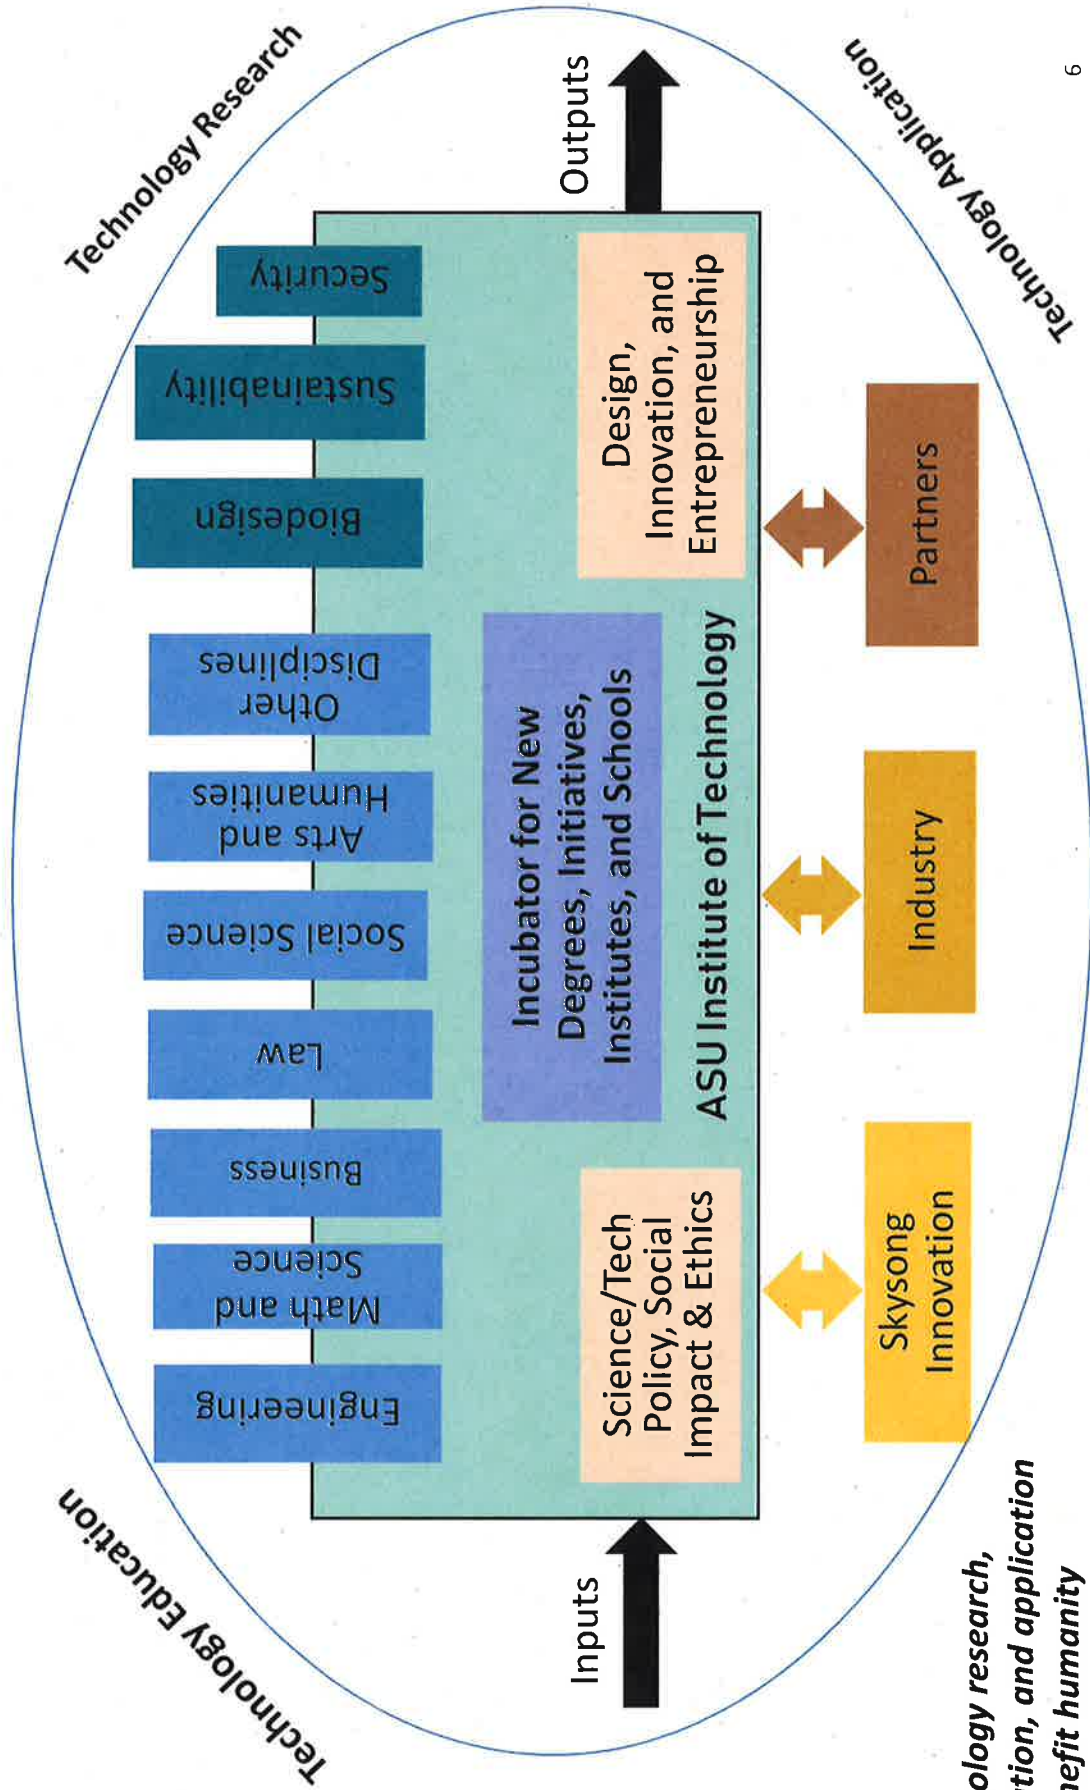 Technology Education
Technology Research
Engineering
Math and
Science
Business
Law
Social Science
Arts and
Humanities
Other
Disciplines
Biodesign
Sustainability
Security
Inputs
Outputs
Science/Tech
Policy, Social
Impact & Ethics
Incubator for New
Degrees, Initiatives,
Institutes, and Schools
Design,
Innovation, and
Entrepreneurship
ASU Institute of Technology
Skysong
Innovation
Industry
Partners
Technology Application
ology research,
tion, and application
nefit humanity
6